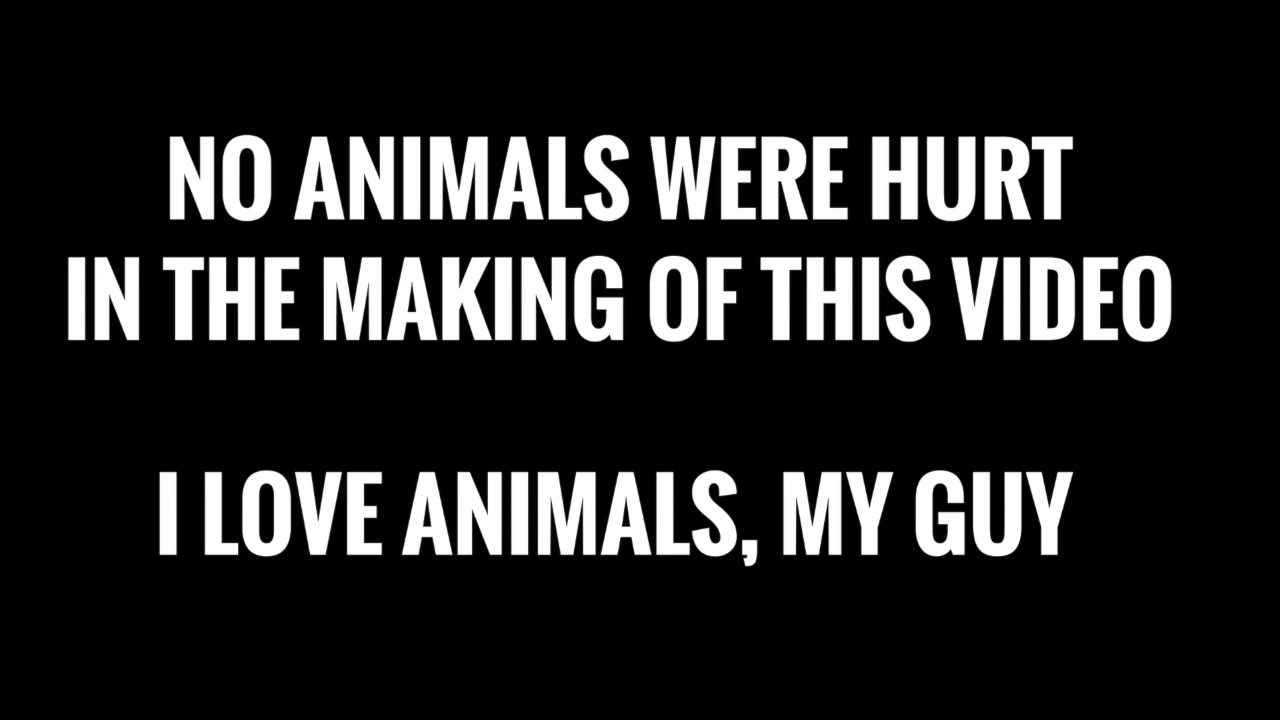 NO ANIMALS WERE HURT
IN THE MAKING OF THIS VIDEO
I LOVE ANIMALS, MY GUY